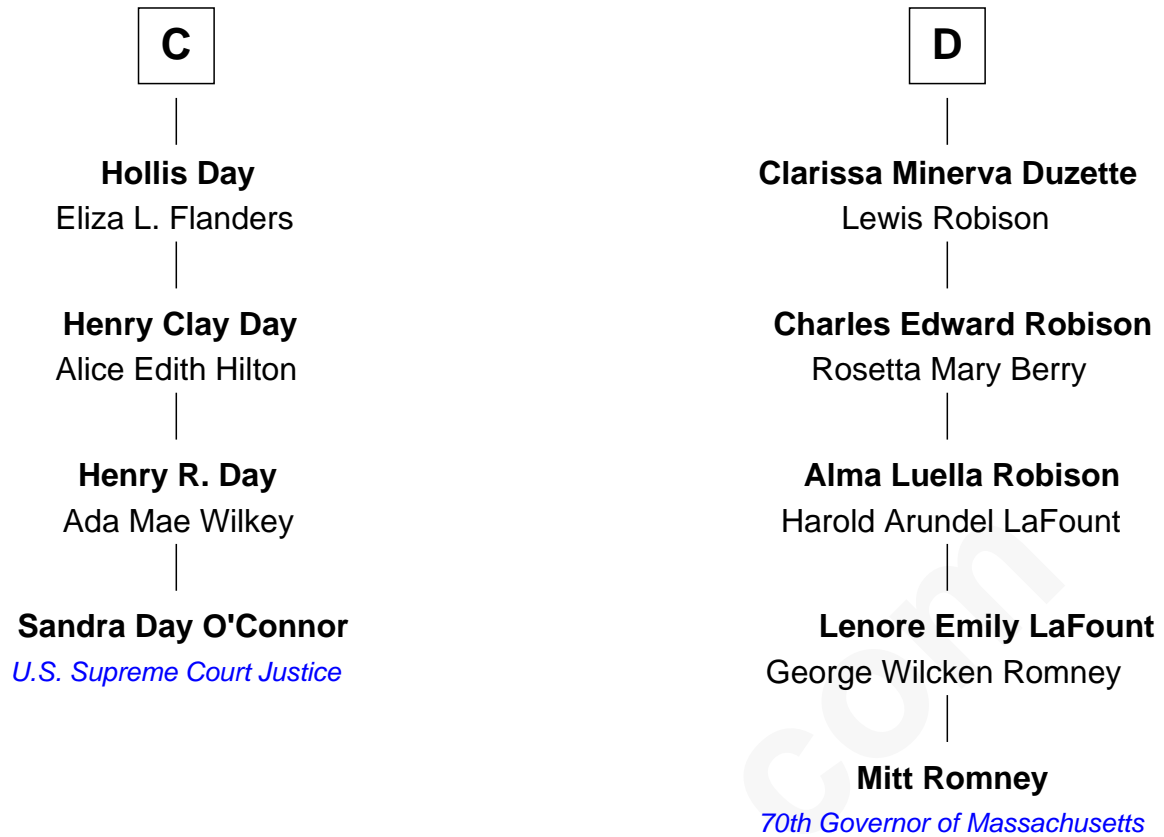 C
Hollis Day
Eliza L. Flanders
Henry Clay Day
Alice Edith Hilton
Henry R. Day
Ada Mae Wilkey
Sandra Day O'Connor
U.S. Supreme Court Justice
D
Clarissa Minerva Duzette
Lewis Robison
Charles Edward Robison
Rosetta Mary Berry
Alma Luella Robison
Harold Arundel LaFount
Lenore Emily LaFount
George Wilcken Romney
Mitt Romney
70th Governor of Massachusetts
com